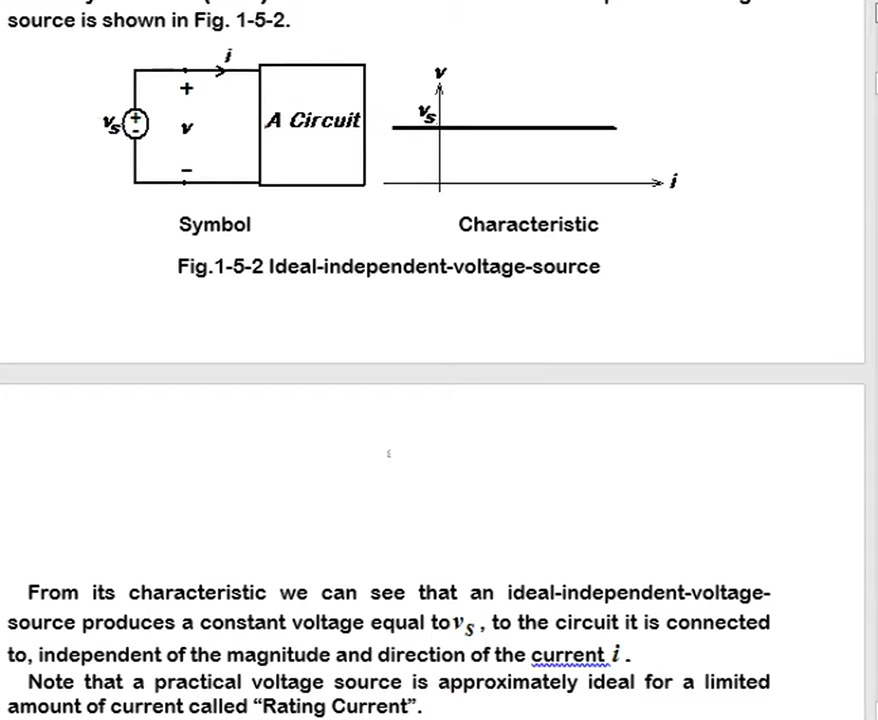 source is shown in Fig. 1-5-2.
i
v
+
vs
vs
+
-
v
A Circuit
-
i
Symbol Characteristic
Fig.1-5-2 Ideal-independent-voltage-source
From its characteristic we can see that an ideal-independent-voltage-
source produces a constant voltage equal to vS , to the circuit it is connected
to, independent of the magnitude and direction of the current i .
Note that a practical voltage source is approximately ideal for a limited
amount of current called “Rating Current”.